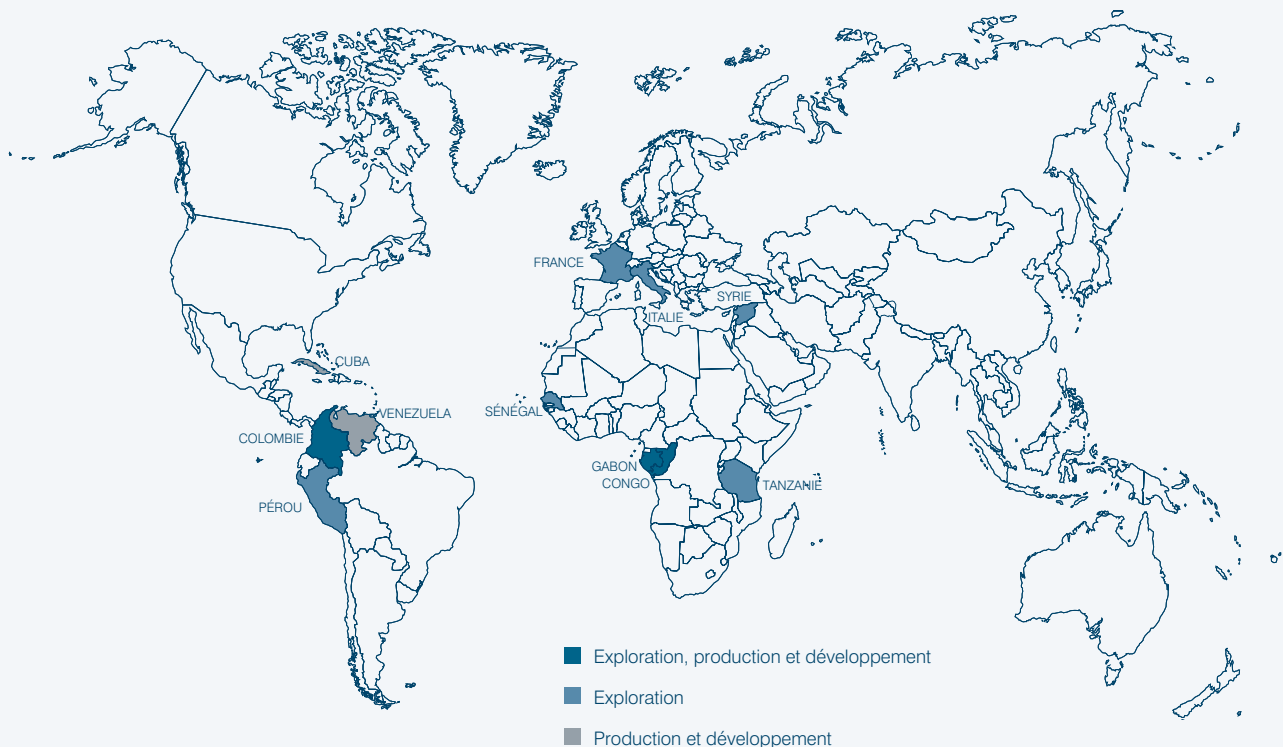 FRANCE
SYRIE
ITALIE
CUBA
VENEZUELA
SÉNÉGAL
COLOMBIE
GABON
CONGO
TANZANIE
PÉROU
Exploration, production et développement
Exploration
Production et développement